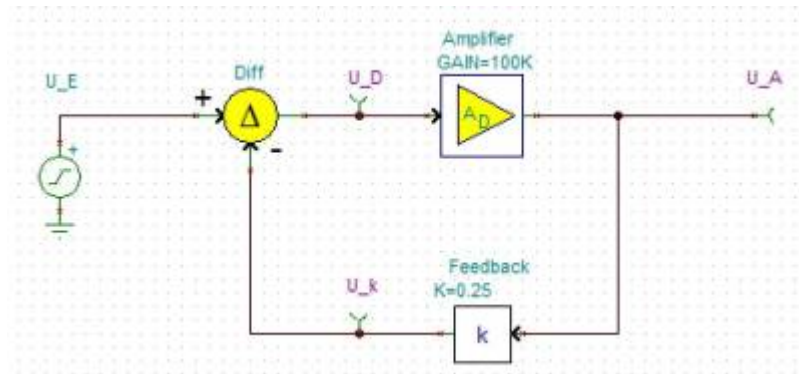 Amplifier
GAIN=100K
U_E
Diff
U_D
U_A
+
Δ
A_D
-
+
Feedback
K=0.25
U_k
k